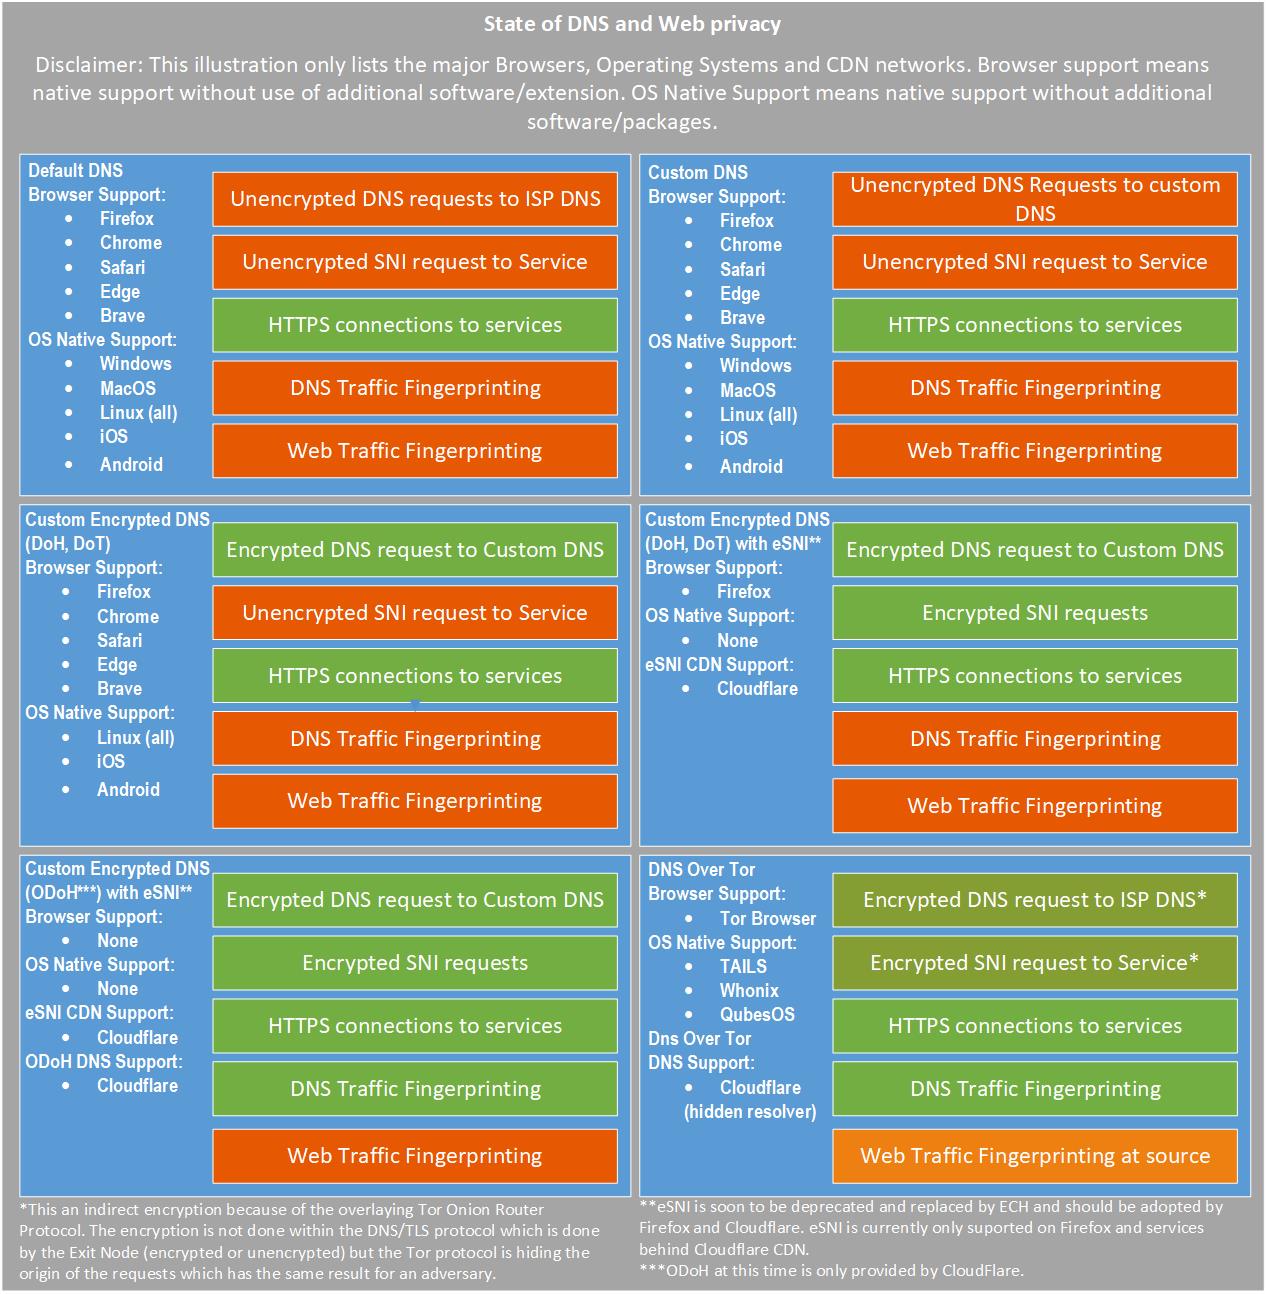 State of DNS and Web privacy
Disclaimer: This illustration only lists the major Browsers, Operating Systems and CDN networks. Browser support means
native support without use of additional software/extension. OS Native Support means native support without additional
software/packages.
Default DNS
Browser Support:
• Firefox
• Chrome
• Safari
• Edge
• Brave
OS Native Support:
• Windows
• MacOS
• Linux (all)
• iOS
• Android
Unencrypted DNS requests to ISP DNS
Unencrypted SNI request to Service
HTTPS connections to services
DNS Traffic Fingerprinting
Web Traffic Fingerprinting
Custom DNS
Browser Support:
• Firefox
• Chrome
• Safari
• Edge
• Brave
OS Native Support:
• Windows
• MacOS
• Linux (all)
• iOS
• Android
Unencrypted DNS Requests to custom
DNS
Unencrypted SNI request to Service
HTTPS connections to services
DNS Traffic Fingerprinting
Web Traffic Fingerprinting
Custom Encrypted DNS
(DoH, DoT)
Browser Support:
• Firefox
• Chrome
• Safari
• Edge
• Brave
OS Native Support:
• Linux (all)
• iOS
• Android
Encrypted DNS request to Custom DNS
Unencrypted SNI request to Service
HTTPS connections to services
DNS Traffic Fingerprinting
Web Traffic Fingerprinting
Custom Encrypted DNS
(DoH, DoT) with eSNI**
Browser Support:
• Firefox
OS Native Support:
• None
eSNI CDN Support:
• Cloudflare
Encrypted DNS request to Custom DNS
Encrypted SNI requests
HTTPS connections to services
DNS Traffic Fingerprinting
Web Traffic Fingerprinting
Custom Encrypted DNS
(ODoH***) with eSNI**
Browser Support:
• None
OS Native Support:
• None
eSNI CDN Support:
• Cloudflare
ODoH DNS Support:
• Cloudflare
Encrypted DNS request to Custom DNS
Encrypted SNI requests
HTTPS connections to services
DNS Traffic Fingerprinting
Web Traffic Fingerprinting
DNS Over Tor
Browser Support:
• Tor Browser
OS Native Support:
• TAILS
• Whonix
• QubesOS
Dns Over Tor
DNS Support:
• Cloudflare
(hidden resolver)
Encrypted DNS request to ISP DNS*
Encrypted SNI request to Service*
HTTPS connections to services
DNS Traffic Fingerprinting
Web Traffic Fingerprinting at source
*This an indirect encryption because of the overlaying Tor Onion Router
Protocol. The encryption is not done within the DNS/TLS protocol which is done
by the Exit Node (encrypted or unencrypted) but the Tor protocol is hiding the
origin of the requests which has the same result for an adversary.
**eSNI is soon to be deprecated and replaced by ECH and should be adopted by
Firefox and Cloudflare. eSNI is currently only suported on Firefox and services
behind Cloudflare CDN.
***ODoH at this time is only provided by CloudFlare.